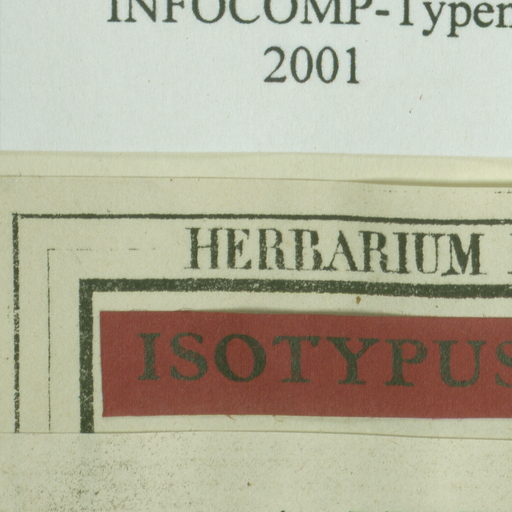 INFOCOMP-Typen
2001
HERBARIUM
ISOTYPUS